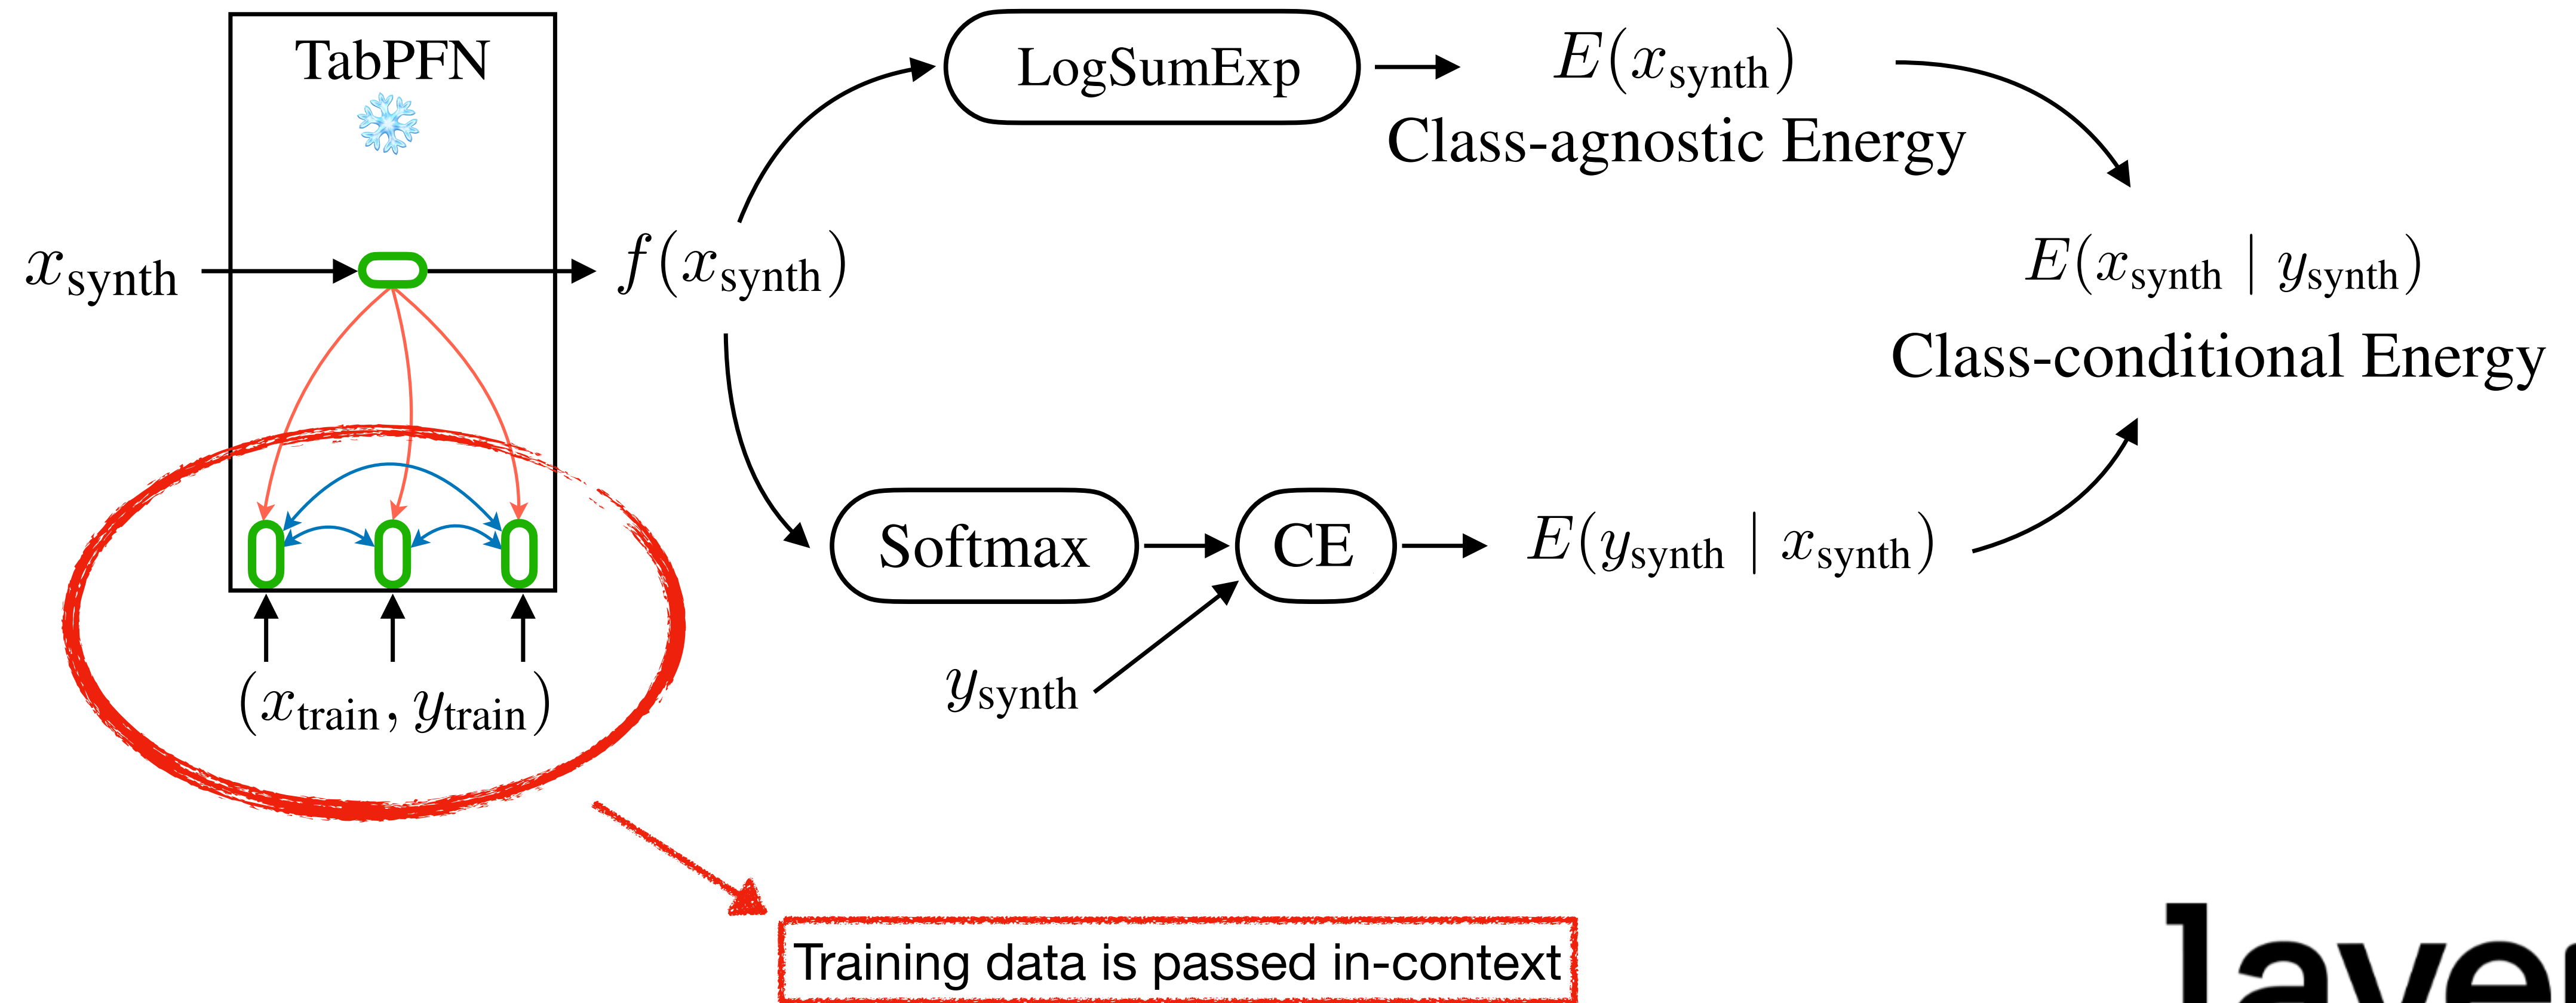 TabPFN
LogSumExp
E(x_synth)
Class-agnostic Energy
x_synth
f(x_synth)
E(x_synth | y_synth)
Class-conditional Energy
Softmax
CE
E(y_synth | x_synth)
y_synth
(x_train, y_train)
Training data is passed in-context